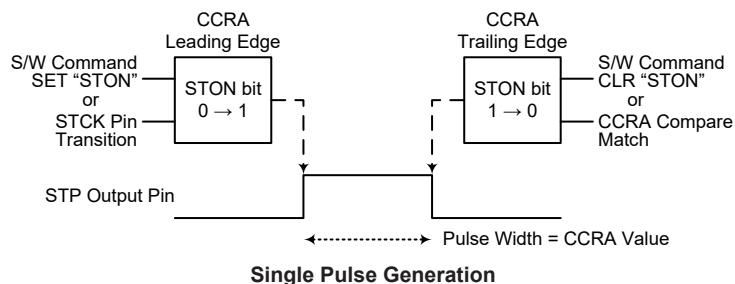 CCRA
Leading Edge
S/W Command
SET “STON”
or
STCK Pin
Transition
STON bit
0 → 1
CCRA
Trailing Edge
STON bit
1 → 0
S/W Command
CLR “STON”
or
CCRA Compare
Match
STP Output Pin
Pulse Width = CCRA Value
Single Pulse Generation